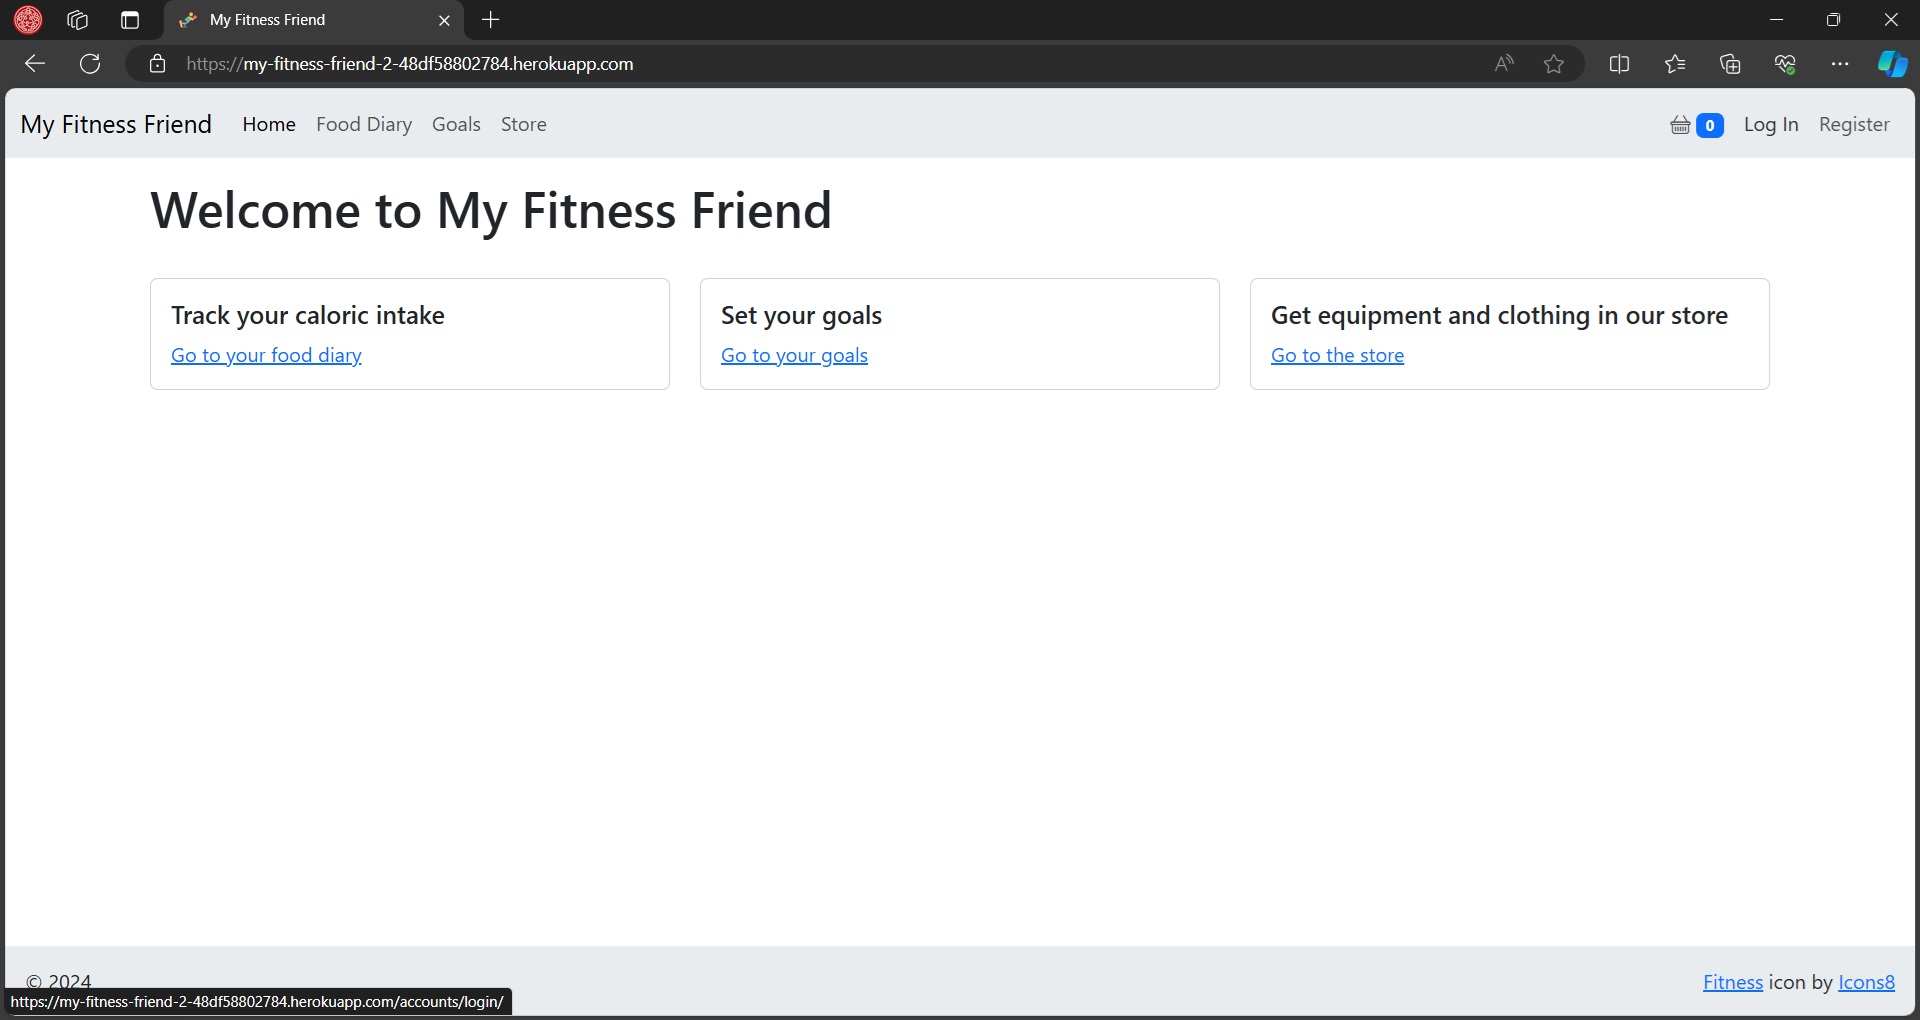 My Fitness Friend
https://my-fitness-friend-2-48df58802784.herokuapp.com
My Fitness Friend Home Food Diary Goals Store 0 Log In Register
Welcome to My Fitness Friend
Track your caloric intake
Go to your food diary
Set your goals
Go to your goals
Get equipment and clothing in our store
Go to the store
© 2024
Fitness icon by Icons8
https://my-fitness-friend-2-48df58802784.herokuapp.com/accounts/login/